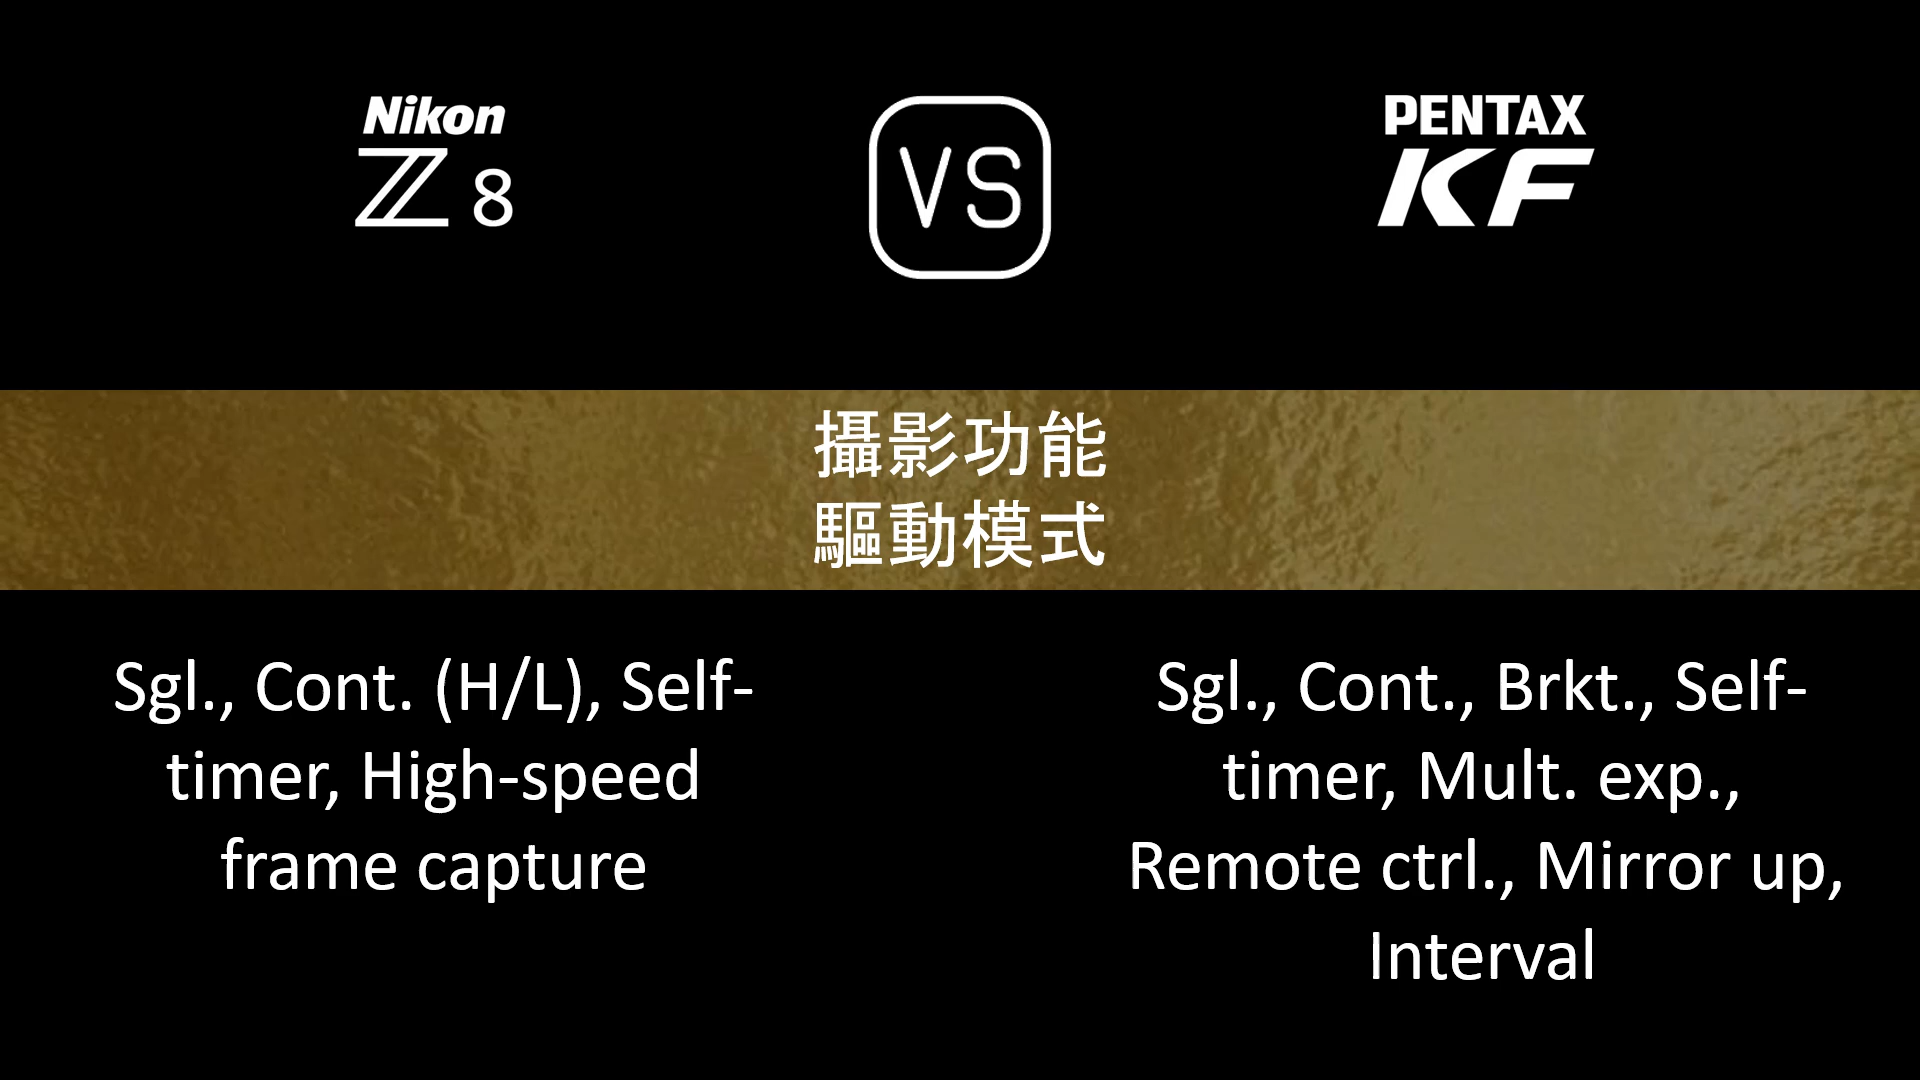 Nikon
Z 8
VS
PENTAX
KF
攝影功能
驅動模式
Sgl., Cont. (H/L), Self-
timer, High-speed
frame capture
Sgl., Cont., Brkt., Self-
timer, Mult. exp.,
Remote ctrl., Mirror up,
Interval